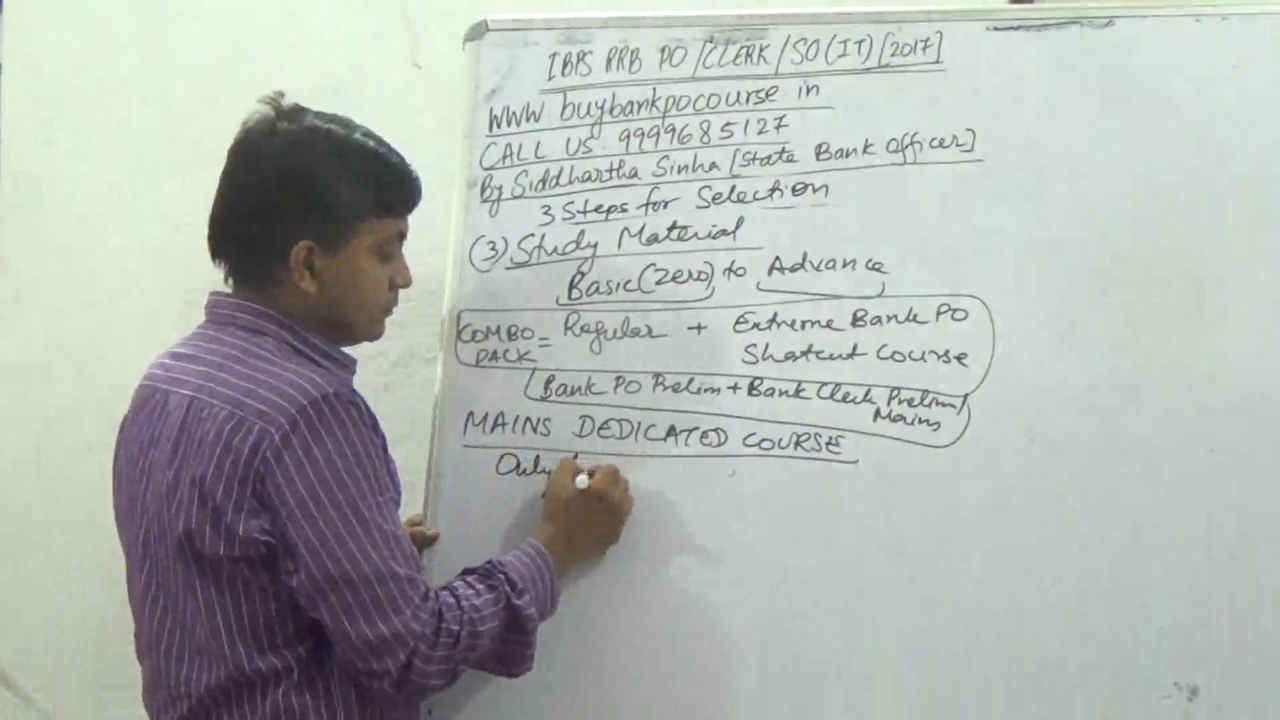 IBPS RRB PO/CLERK/SO(IT)[2017]
WWW buybankpocourse in
CALL US 9999685127
By Siddhartha Sinha [State Bank officer]
3 Steps for Selection
(3) Study Material
Basic(zero) to Advance
COMBO PACK = Regular + Extreme Bank PO
Shatcut Course
Bank PO Prelim + Bank Clerk Prelim/
Mains
MAINS DEDICATED COURSE
Only